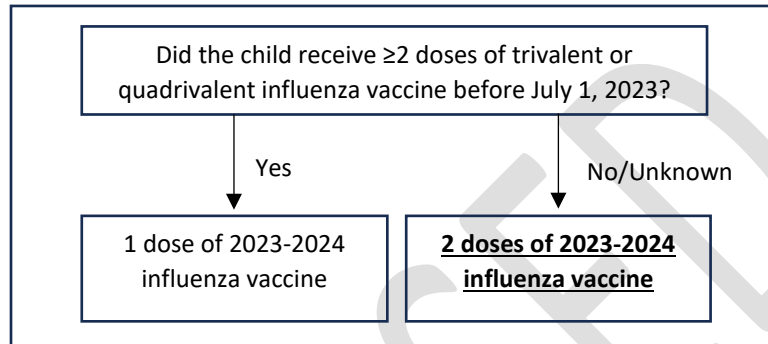 Did the child receive ≥2 doses of trivalent or
quadrivalent influenza vaccine before July 1, 2023?
Yes
No/Unknown
1 dose of 2023-2024
influenza vaccine
2 doses of 2023-2024
influenza vaccine